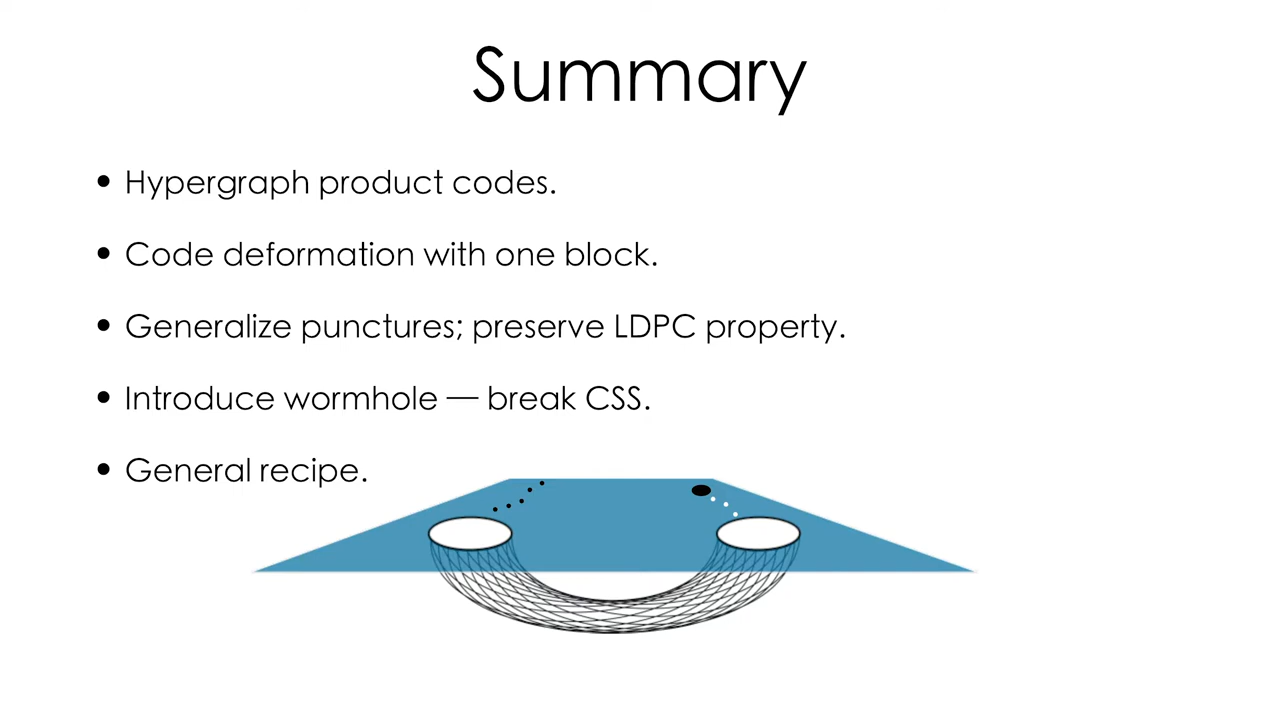 Summary
• Hypergraph product codes.
• Code deformation with one block.
• Generalize punctures; preserve LDPC property.
• Introduce wormhole — break CSS.
• General recipe.